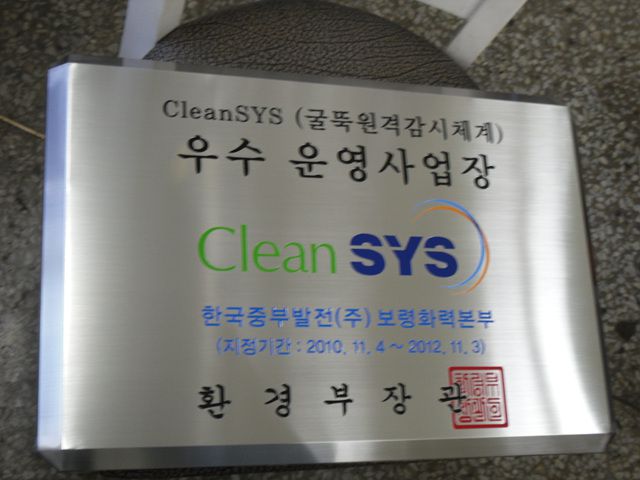 CleanSYS (굴뚝원격감시체계)
우수 운영사업장
Clean SYS
한국중부발전(주) 보령화력본부
(지정기간 : 2010. 11. 4 ~ 2012. 11. 3)
환경부장관